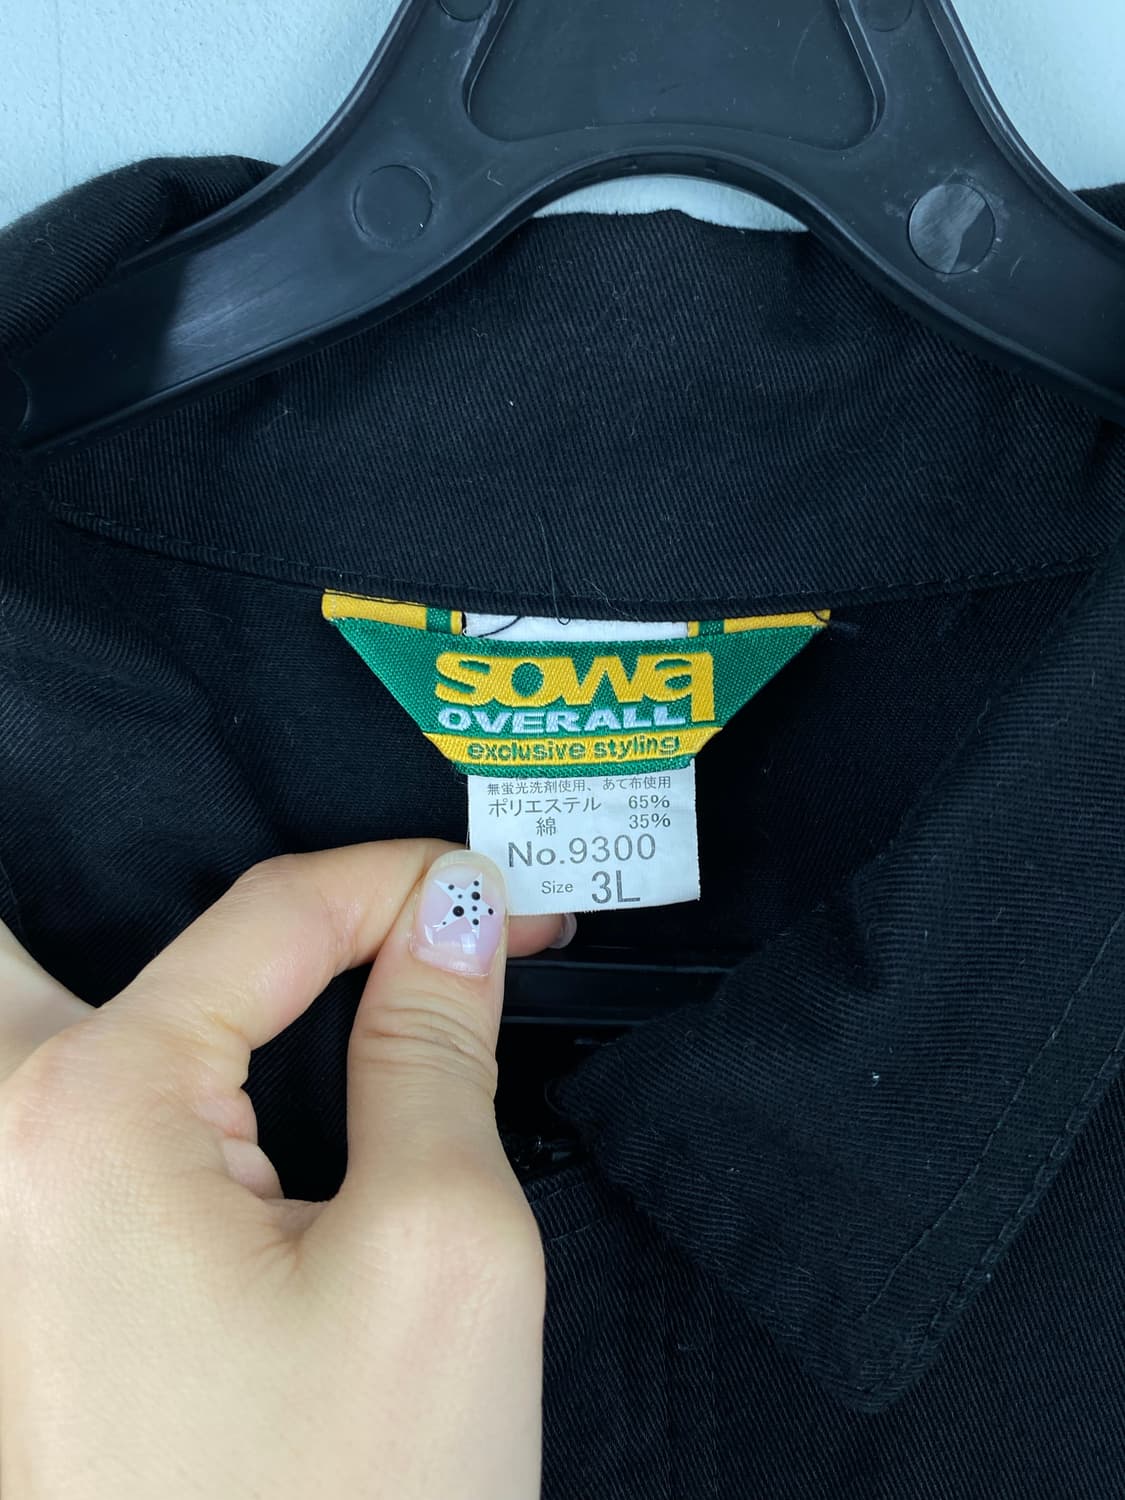 sowa
OVERALL
exclusive styling
無蛍光洗剤使用、あて布使用
ポリエステル 65%
綿 35%
No.9300
Size 3L